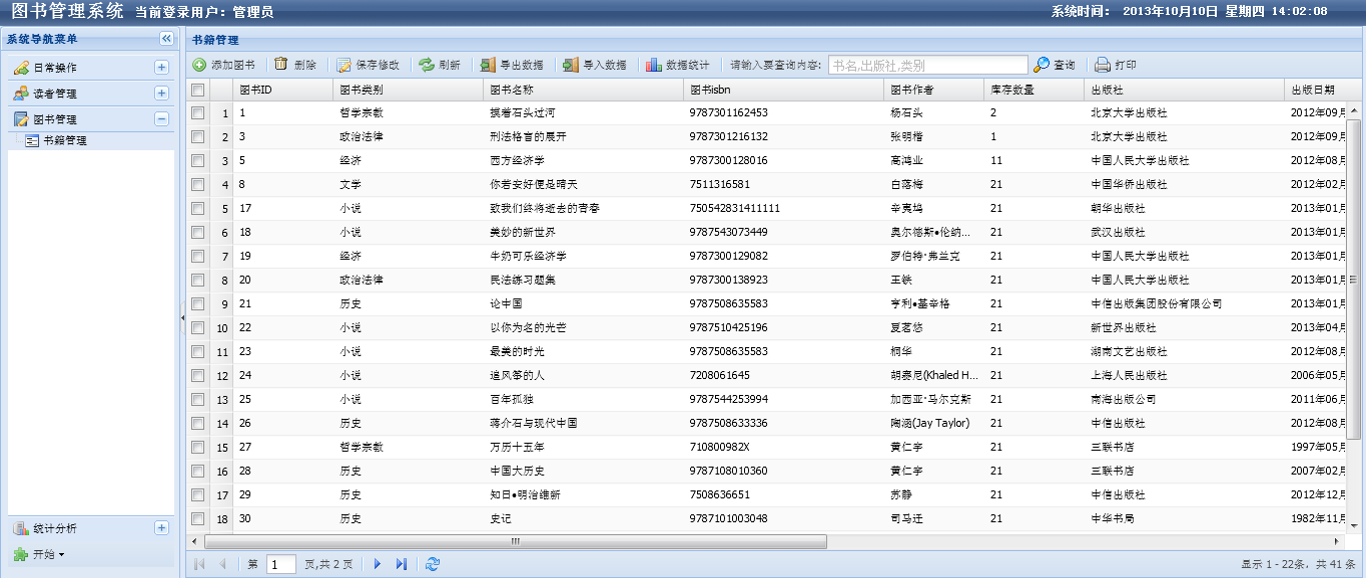 图书管理系统 当前登录用户：管理员 系统时间： 2013年10月10日 星期四 14:02:08
系统导航菜单
日常操作
读者管理
图书管理
书籍管理
统计分析
开始
书籍管理
添加图书 删除 保存修改 刷新 导出数据 导入数据 数据统计 请输入要查询内容: 书名,出版社,类别 查询 打印
图书ID 图书类别 图书名称 图书isbn 图书作者 库存数量 出版社 出版日期
1 1 哲学宗教 摸着石头过河 9787301162453 杨石头 2 北京大学出版社 2012年09月
2 3 政治法律 刑法格言的展开 9787301216132 张明楷 1 北京大学出版社 2012年09月
3 5 经济 西方经济学 9787300128016 高鸿业 11 中国人民大学出版社 2012年08月
4 8 文学 你若安好便是晴天 7511316581 白落梅 21 中国华侨出版社 2012年02月
5 17 小说 致我们终将逝去的青春 750542831411111 辛夷坞 21 朝华出版社 2013年01月
6 18 小说 美妙的新世界 9787543073449 奥尔德斯•伦纳... 21 武汉出版社 2013年01月
7 19 经济 牛奶可乐经济学 9787300129082 罗伯特·弗兰克 21 中国人民大学出版社 2013年01月
8 20 政治法律 民法练习题集 9787300138923 王轶 21 中国人民大学出版社 2013年01月
9 21 历史 论中国 9787508635583 亨利•基辛格 21 中信出版集团股份有限公司 2013年01月
10 22 小说 以你为名的光芒 9787510425196 夏茗悠 21 新世界出版社 2013年04月
11 23 小说 最美的时光 9787508635583 桐华 21 湖南文艺出版社 2012年08月
12 24 小说 追风筝的人 7208061645 胡赛尼(Khaled H... 21 上海人民出版社 2006年05月
13 25 小说 百年孤独 9787544253994 加西亚·马尔克斯 21 南海出版公司 2011年06月
14 26 历史 蒋介石与现代中国 9787508633336 陶涵(Jay Taylor) 21 中信出版社 2012年08月
15 27 哲学宗教 万历十五年 710800982X 黄仁宇 21 三联书店 1997年05月
16 28 历史 中国大历史 9787108010360 黄仁宇 21 三联书店 2007年02月
17 29 历史 知日•明治维新 7508636651 苏静 21 中信出版社 2012年12月
18 30 历史 史记 9787101003048 司马迁 21 中华书局 1982年11月
第 1 页,共 2 页 显示 1 - 22条，共 41 条